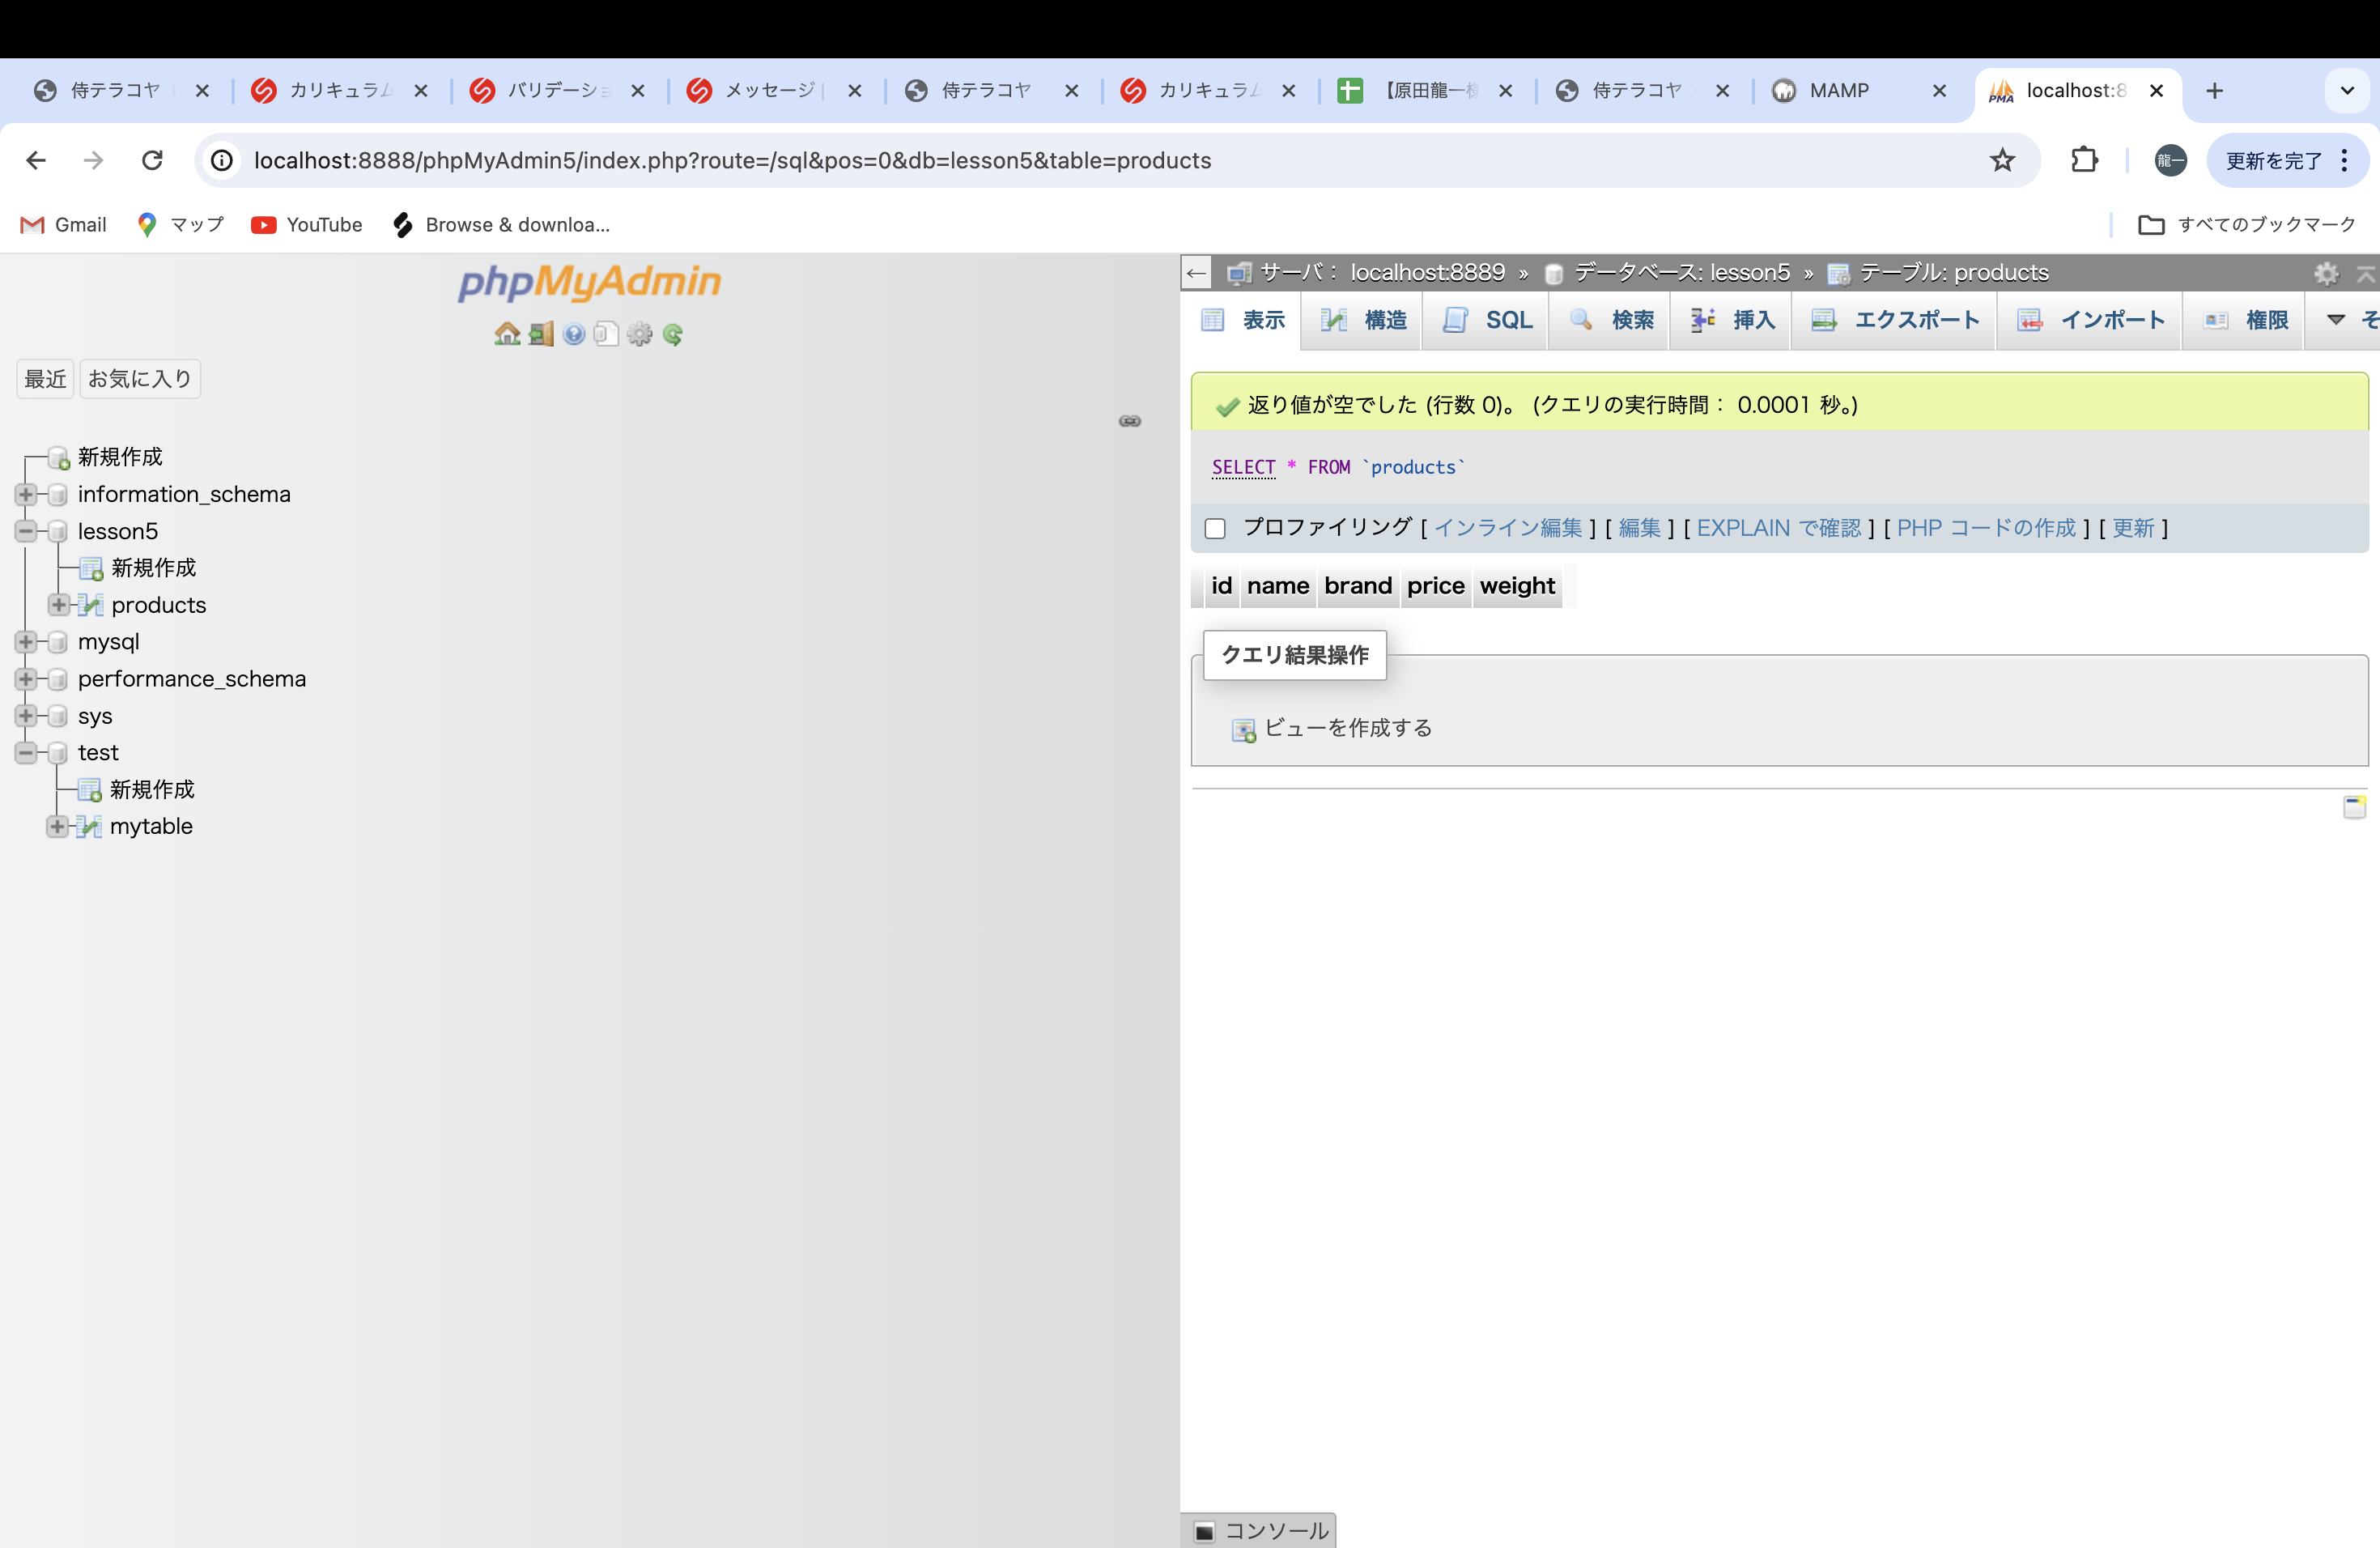 侍テラコヤ
カリキュラム
バリデーショ
メッセージ |
侍テラコヤ
カリキュラム
【原田龍一様
侍テラコヤ
MAMP
PMA
localhost:8
localhost:8888/phpMyAdmin5/index.php?route=/sql&pos=0&db=lesson5&table=products
龍一
更新を完了
Gmail
マップ
YouTube
Browse & downloa...
すべてのブックマーク
phpMyAdmin
最近
お気に入り
新規作成
information_schema
lesson5
新規作成
products
mysql
performance_schema
sys
test
新規作成
mytable
サーバ： localhost:8889 » データベース: lesson5 » テーブル: products
表示
構造
SQL
検索
挿入
エクスポート
インポート
権限
そ
返り値が空でした (行数 0)。 (クエリの実行時間： 0.0001 秒。)
SELECT * FROM `products`
プロファイリング [ インライン編集 ] [ 編集 ] [ EXPLAIN で確認 ] [ PHP コードの作成 ] [ 更新 ]
id name brand price weight
クエリ結果操作
ビューを作成する
コンソール